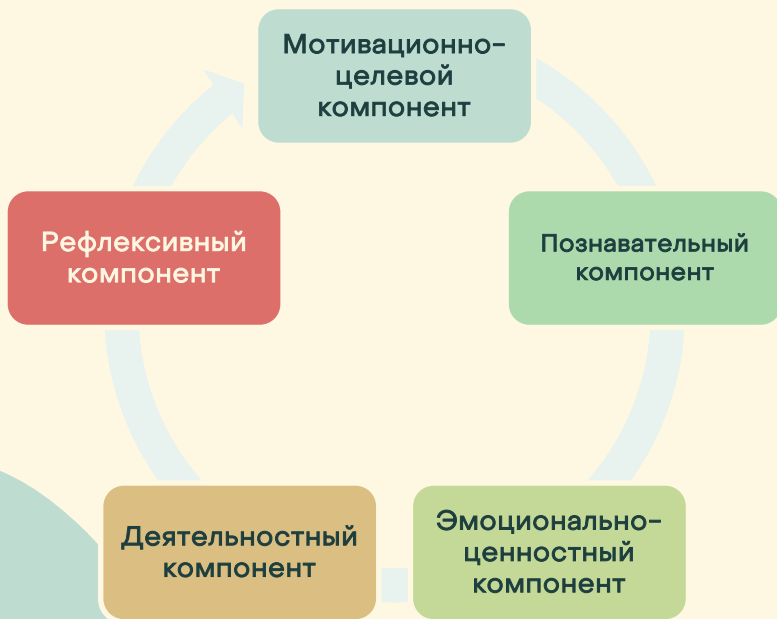 Мотивационно-
целевой
компонент
Познавательный
компонент
Эмоционально-
ценностный
компонент
Деятельностный
компонент
Рефлексивный
компонент